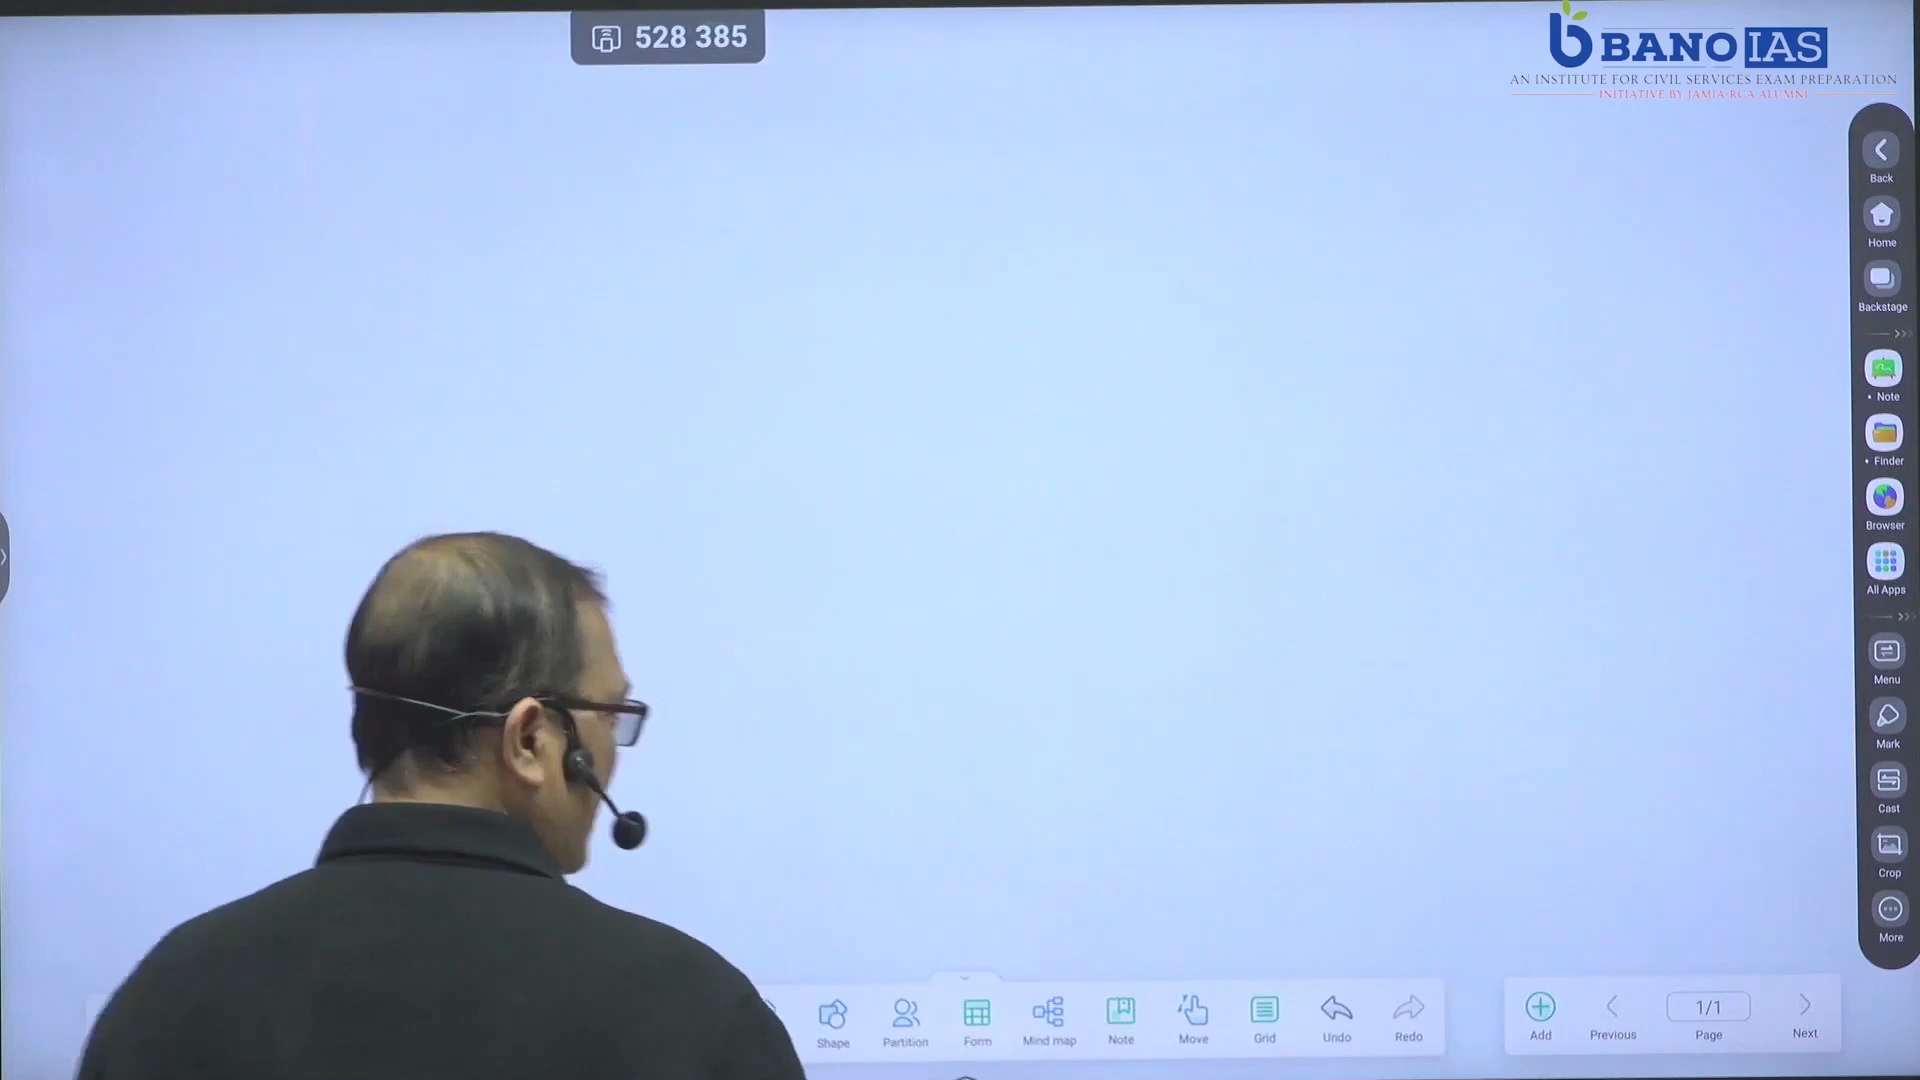 528 385
BANO IAS
AN INSTITUTE FOR CIVIL SERVICES EXAM PREPARATION
INITIATIVE BY JAMIA-RCA ALUMNI
Back
Home
Backstage
Note
Finder
Browser
All Apps
Menu
Mark
Cast
Crop
More
Shape
Partition
Form
Mind map
Note
Move
Grid
Undo
Redo
Add
Previous
1/1
Page
Next